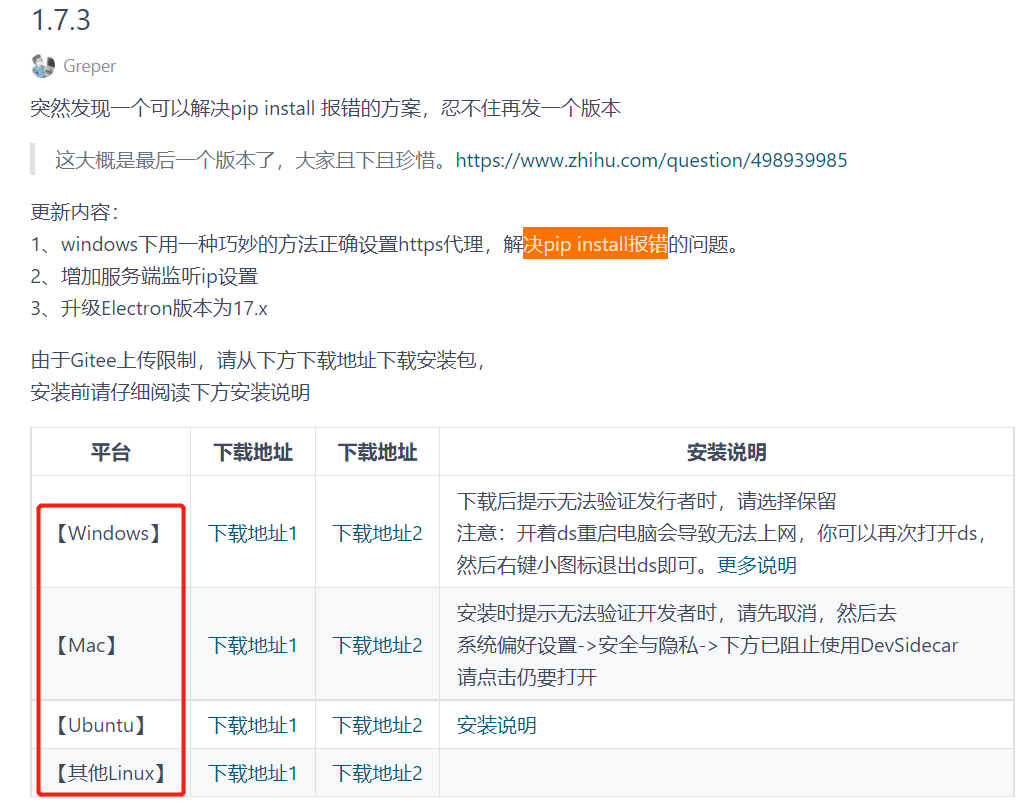 1.7.3
Greper
突然发现一个可以解决pip install 报错的方案，忍不住再发一个版本
这大概是最后一个版本了，大家且下且珍惜。https://www.zhihu.com/question/498939985
更新内容：
1、windows下用一种巧妙的方法正确设置https代理，解决pip install报错的问题。
2、增加服务端监听ip设置
3、升级Electron版本为17.x
由于Gitee上传限制，请从下方下载地址下载安装包，
安装前请仔细阅读下方安装说明
平台 下载地址 下载地址 安装说明
下载后提示无法验证发行者时，请选择保留
【Windows】 下载地址1 下载地址2 注意：开着ds重启电脑会导致无法上网，你可以再次打开ds，
然后右键小图标退出ds即可。更多说明
安装时提示无法验证开发者时，请先取消，然后去
【Mac】 下载地址1 下载地址2 系统偏好设置->安全与隐私->下方已阻止使用DevSidecar
请点击仍要打开
【Ubuntu】 下载地址1 下载地址2 安装说明
【其他Linux】 下载地址1 下载地址2